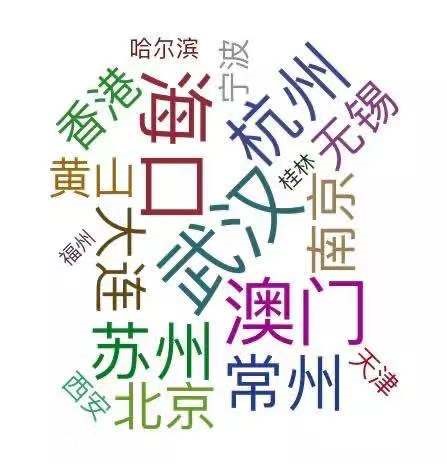 哈尔滨
宁波
香港
海口
杭州
无锡
黄山
桂林
武汉
南京
大连
福州
澳门
苏州
常州
天津
西安
北京